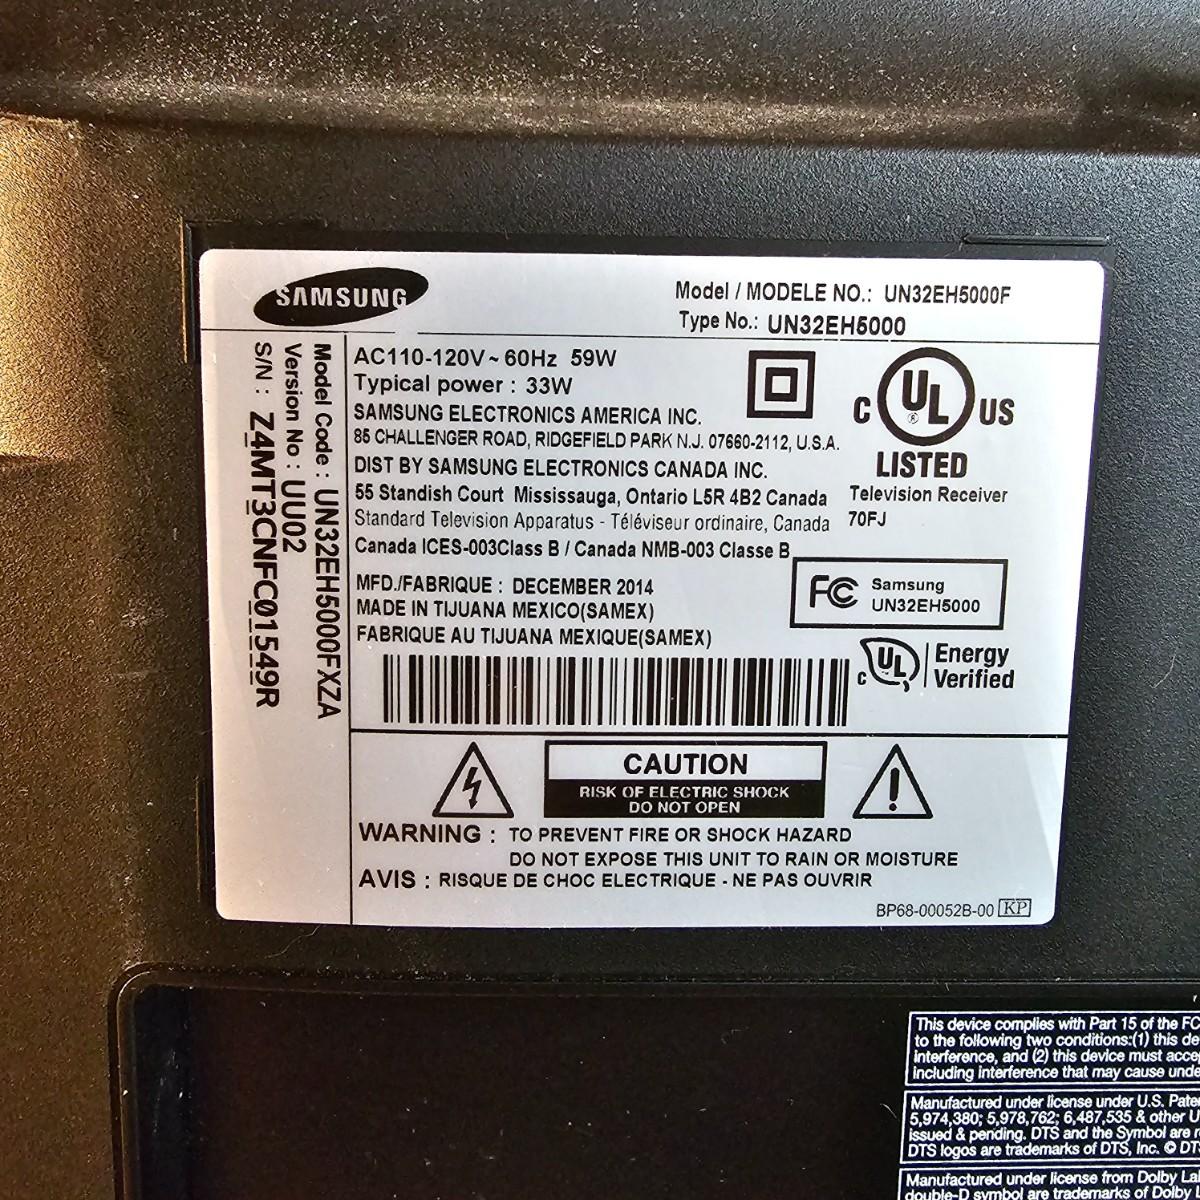 SAMSUNG
Model / MODELE NO.: UN32EH5000F
Type No.: UN32EH5000
Model Code : UN32EH5000FXZA
Version No : UU02
S/N : Z4MT3CNFC01549R
AC110-120V ~ 60Hz 59W
Typical power : 33W
SAMSUNG ELECTRONICS AMERICA INC.
85 CHALLENGER ROAD, RIDGEFIELD PARK N.J. 07660-2112, U.S.A.
DIST BY SAMSUNG ELECTRONICS CANADA INC.
55 Standish Court Mississauga, Ontario L5R 4B2 Canada
Standard Television Apparatus - Téléviseur ordinaire, Canada
Canada ICES-003Class B / Canada NMB-003 Classe B
C UL ® US
LISTED
Television Receiver
70FJ
MFD./FABRIQUE : DECEMBER 2014
MADE IN TIJUANA MEXICO(SAMEX)
FABRIQUE AU TIJUANA MEXIQUE(SAMEX)
FC Samsung
UN32EH5000
c UL Energy
Verified
CAUTION
RISK OF ELECTRIC SHOCK
DO NOT OPEN
WARNING : TO PREVENT FIRE OR SHOCK HAZARD
DO NOT EXPOSE THIS UNIT TO RAIN OR MOISTURE
AVIS : RISQUE DE CHOC ELECTRIQUE - NE PAS OUVRIR
BP68-00052B-00 KP
This device complies with Part 15 of the FC
to the following two conditions:(1) this de
interference, and (2) this device must acce
including interference that may cause unde
Manufactured under license under U.S. Pate
5,974,380; 5,978,762; 6,487,535 & other U
issued & pending. DTS and the Symbol are r
DTS logos are trademarks of DTS, Inc. © DT
Manufactured under license from Dolby La
double-D symbol are trademarks of Dolby